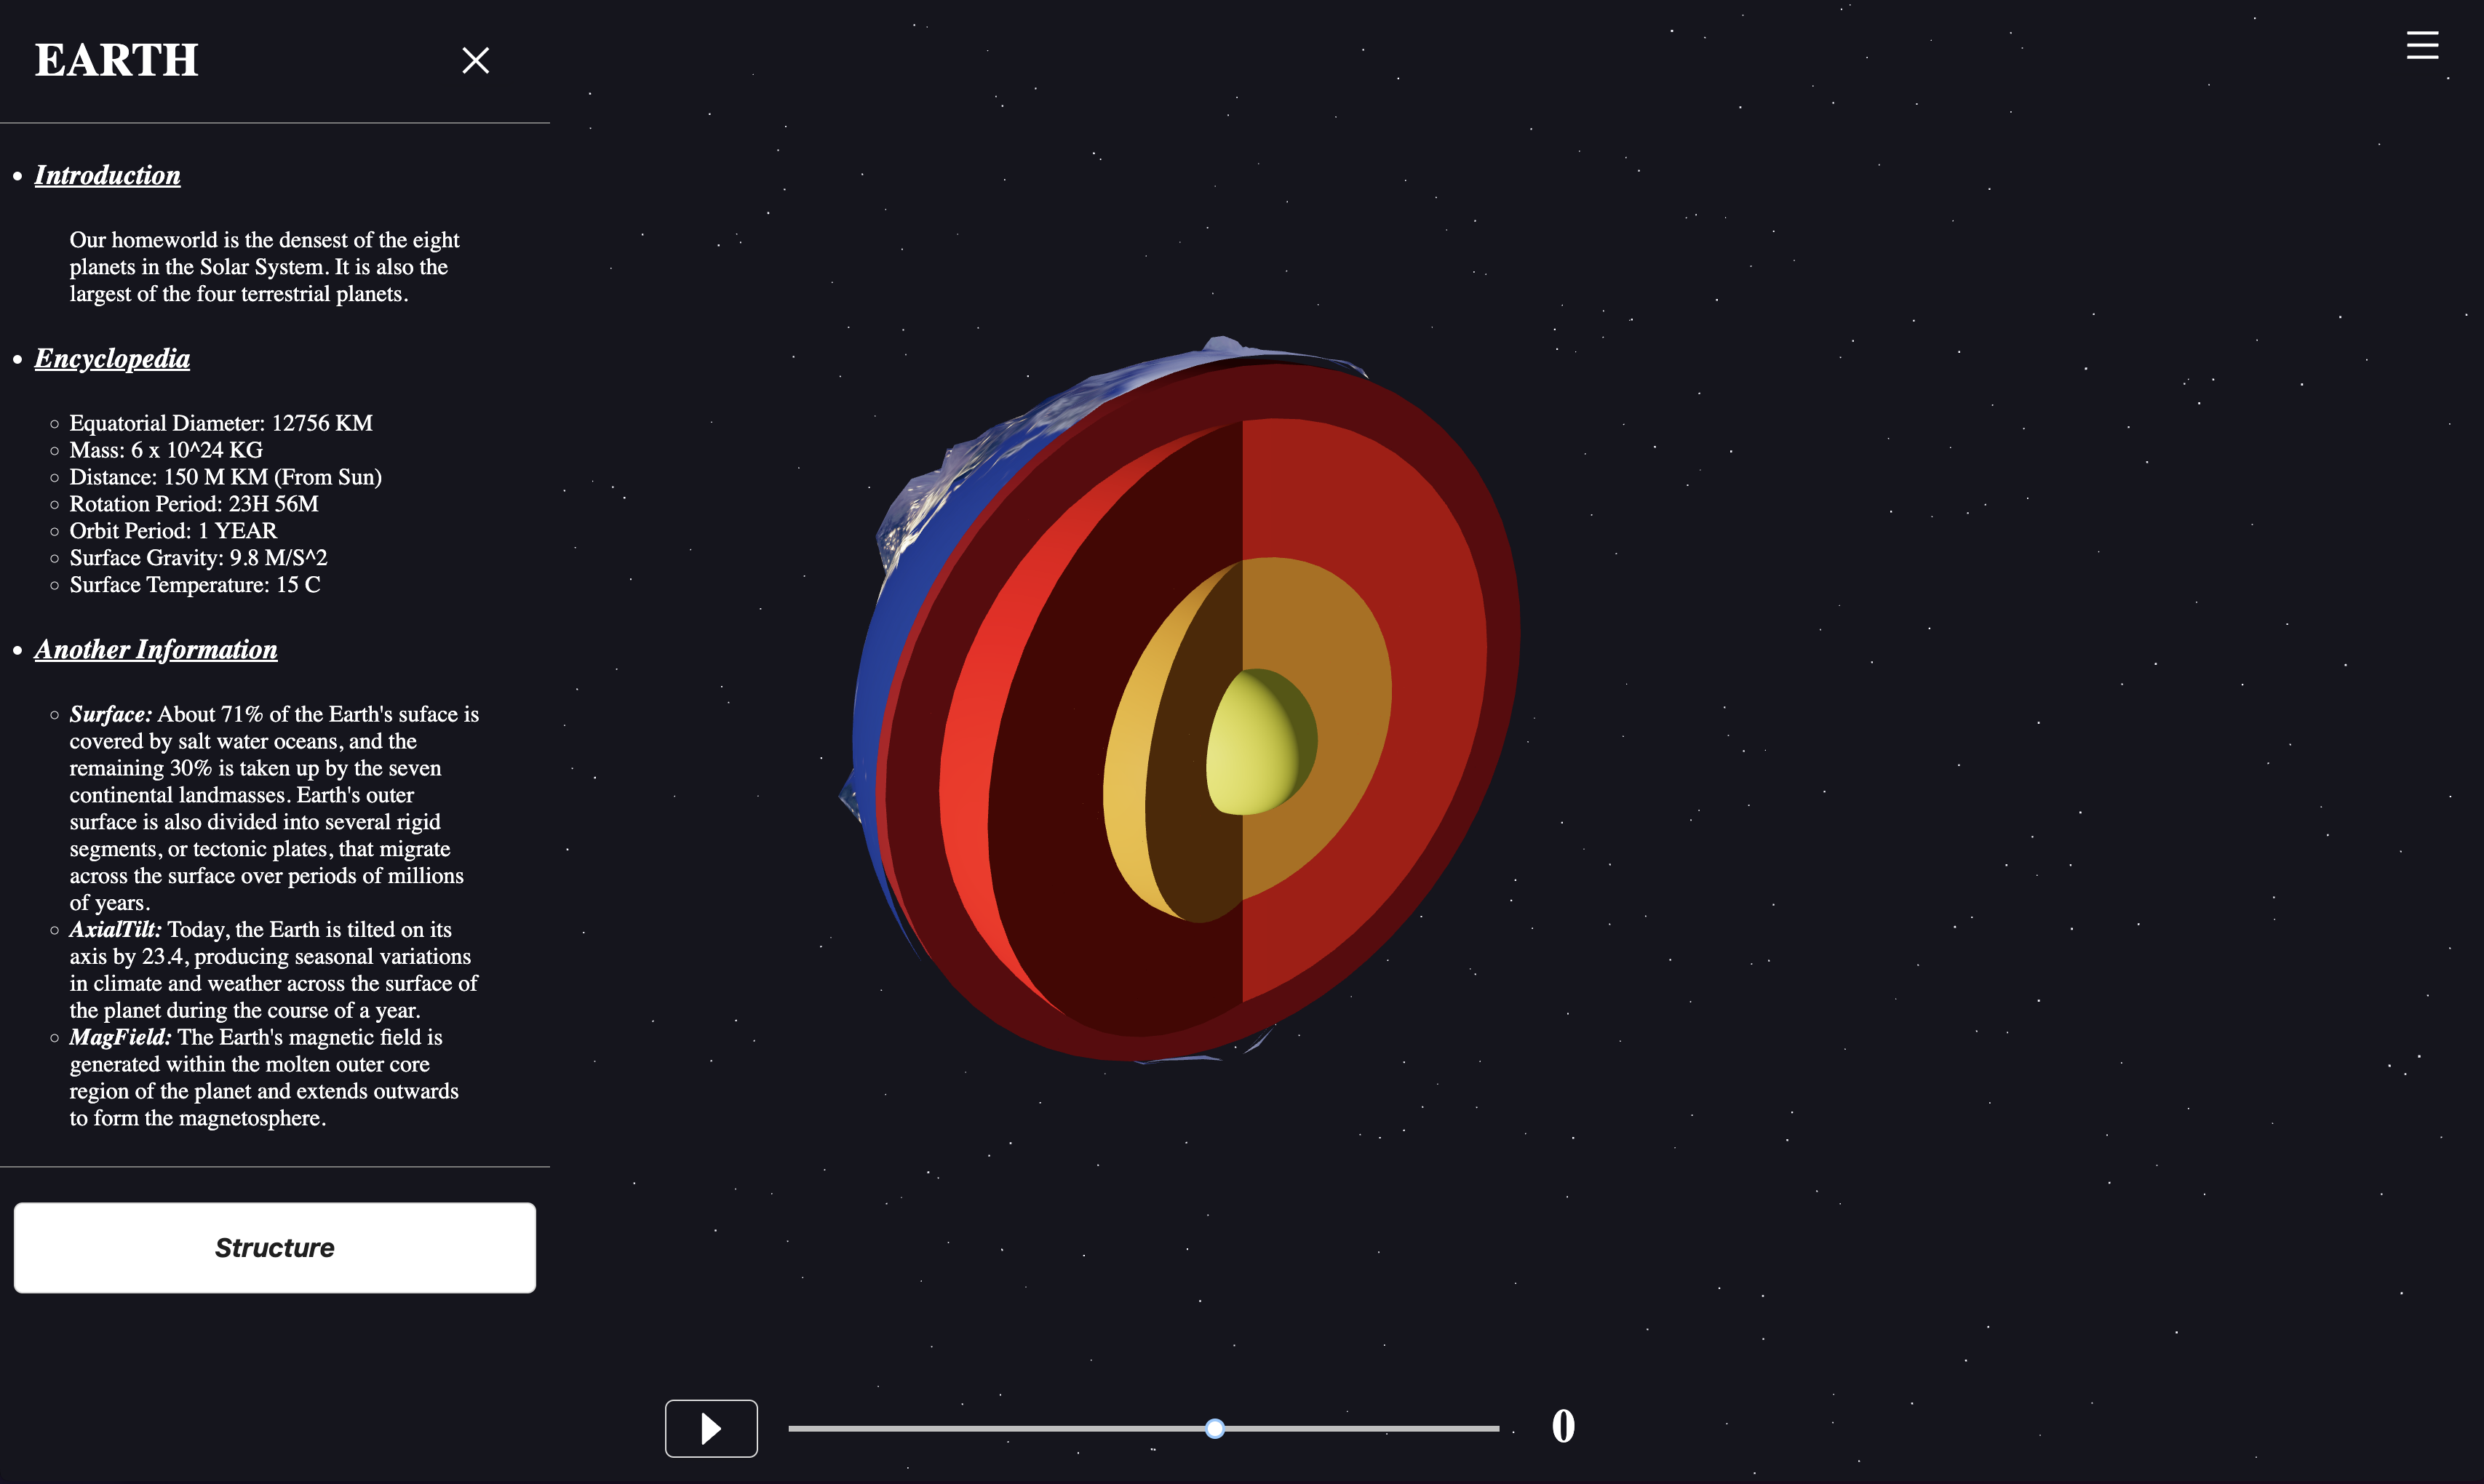 EARTH
Introduction
Our homeworld is the densest of the eight
planets in the Solar System. It is also the
largest of the four terrestrial planets.
Encyclopedia
Equatorial Diameter: 12756 KM
Mass: 6 x 10^24 KG
Distance: 150 M KM (From Sun)
Rotation Period: 23H 56M
Orbit Period: 1 YEAR
Surface Gravity: 9.8 M/S^2
Surface Temperature: 15 C
Another Information
Surface: About 71% of the Earth's suface is
covered by salt water oceans, and the
remaining 30% is taken up by the seven
continental landmasses. Earth's outer
surface is also divided into several rigid
segments, or tectonic plates, that migrate
across the surface over periods of millions
of years.
AxialTilt: Today, the Earth is tilted on its
axis by 23.4, producing seasonal variations
in climate and weather across the surface of
the planet during the course of a year.
MagField: The Earth's magnetic field is
generated within the molten outer core
region of the planet and extends outwards
to form the magnetosphere.
Structure
0